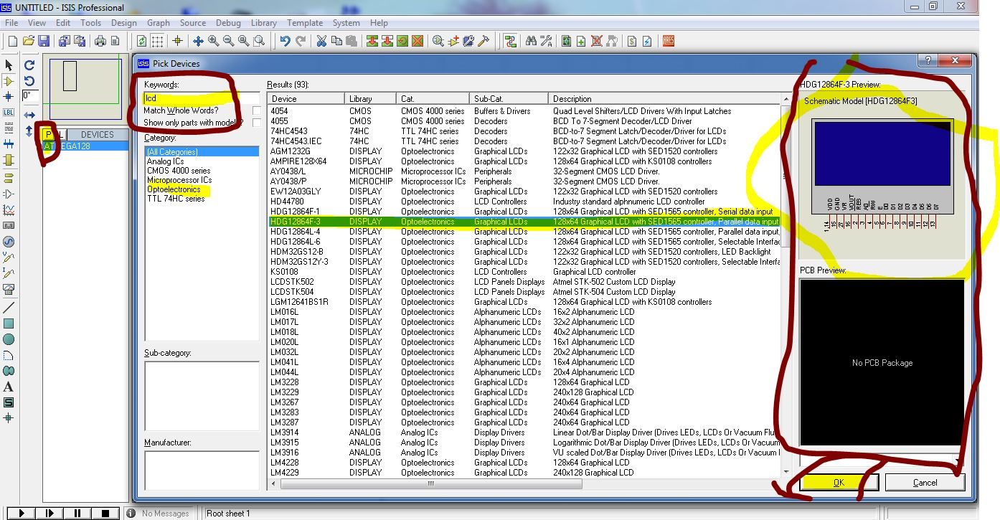 UNTITLED - ISIS Professional
File View Edit Tools Design Graph Source Debug Library Template System Help
ARES
LBL
0°
P L DEVICES
AT EGA128
Pick Devices
Keywords:
lcd
Match Whole Words?
Show only parts with models?
Category:
(All Categories)
Analog ICs
CMOS 4000 series
Microprocessor ICs
Optoelectronics
TTL 74HC series
Sub-category:
Manufacturer:
Results (93):
Device Library Cat. Sub-Cat. Description
4054 CMOS CMOS 4000 series Buffers & Drivers Quad Level Shifters/LCD Drivers With Input Latches
4055 CMOS CMOS 4000 series Decoders BCD To 7-Segment Decoder/LCD Driver
74HC4543 74HC TTL 74HC series Decoders BCD-to-7-Segment Latch/Decoder/Driver for LCDs
74HC4543.IEC 74HC TTL 74HC series Decoders BCD-to-7-Segment Latch/Decoder/Driver for LCDs
AGM1232G DISPLAY Optoelectronics Graphical LCDs 122x32 Graphical LCD with SED1520 controllers
AMPIRE128X64 DISPLAY Optoelectronics Graphical LCDs 128x64 Graphical LCD with KS0108 controllers
AY0438/L MICROCHIP Microprocessor ICs Peripherals 32-Segment CMOS LCD Driver.
AY0438/P MICROCHIP Microprocessor ICs Peripherals 32-Segment CMOS LCD Driver.
EW12A03GLY DISPLAY Optoelectronics Graphical LCDs 122x32 Graphical LCD with SED1520 controllers
HD44780 DISPLAY Optoelectronics LCD Controllers Industry standard alphnumeric LCD controller
HDG12864F-1 DISPLAY Optoelectronics Graphical LCDs 128x64 Graphical LCD with SED1565 controller, Serial data input
HDG12864F-3 DISPLAY Optoelectronics Graphical LCDs 128x64 Graphical LCD with SED1565 controller, Parallel data input
HDG12864L-4 DISPLAY Optoelectronics Graphical LCDs 128x64 Graphical LCD with SED1565 controller, Parallel data input,
HDG12864L-6 DISPLAY Optoelectronics Graphical LCDs 128x64 Graphical LCD with SED1565 controller, Selectable Interfac
HDM32GS12-B DISPLAY Optoelectronics Graphical LCDs 122x32 Graphical LCD with SED1520 controllers, LED Backlight
HDM32GS12Y-3 DISPLAY Optoelectronics Graphical LCDs 122x32 Graphical LCD with SED1520 controllers, Selectable Interfa
KS0108 DISPLAY Optoelectronics LCD Controllers Graphical LCD controller
LCDSTK502 DISPLAY Optoelectronics LCD Panels Displays Atmel STK-502 Custom LCD Display
LCDSTK504 DISPLAY Optoelectronics LCD Panels Displays Atmel STK-504 Custom LCD Display
LGM12641BS1R DISPLAY Optoelectronics Graphical LCDs 128x64 Graphical LCD with KS0108 controllers
LM016L DISPLAY Optoelectronics Alphanumeric LCDs 16x2 Alphanumeric LCD
LM017L DISPLAY Optoelectronics Alphanumeric LCDs 32x2 Alphanumeric LCD
LM018L DISPLAY Optoelectronics Alphanumeric LCDs 40x2 Alphanumeric LCD
LM020L DISPLAY Optoelectronics Alphanumeric LCDs 16x1 Alphanumeric LCD
LM032L DISPLAY Optoelectronics Alphanumeric LCDs 20x2 Alphanumeric LCD
LM041L DISPLAY Optoelectronics Alphanumeric LCDs 16x4 Alphanumeric LCD
LM044L DISPLAY Optoelectronics Alphanumeric LCDs 20x4 Alphanumeric LCD
LM3228 DISPLAY Optoelectronics Graphical LCDs 128x64 Graphical LCD
LM3229 DISPLAY Optoelectronics Graphical LCDs 240x128 Graphical LCD
LM3267 DISPLAY Optoelectronics Graphical LCDs 240x64 Graphical LCD
LM3283 DISPLAY Optoelectronics Graphical LCDs 240x64 Graphical LCD
LM3287 DISPLAY Optoelectronics Graphical LCDs 240x64 Graphical LCD
LM3914 ANALOG Analog ICs Display Drivers Linear Dot/Bar Display Driver (Drives LEDs, LCDs Or Vacuum Flu
LM3915 ANALOG Analog ICs Display Drivers Logarithmic Dot/Bar Display Driver (Drives LEDs, LCDs Or Vacuu
LM3916 ANALOG Analog ICs Display Drivers VU scaled Dot/Bar Display Driver (Drives LEDs, LCDs Or Vacuum
LM4228 DISPLAY Optoelectronics Graphical LCDs 128x64 Graphical LCD
LM4229 DISPLAY Optoelectronics Graphical LCDs 240x128 Graphical LCD
HDG12864F-3 Preview:
Schematic Model [HDG12864F3]
VDD GND VR VOUT RES A0 R/W E D0 D1 D2 D3 D4 D5 D6 D7
PCB Preview:
No PCB Package
OK Cancel
No Messages Root sheet 1